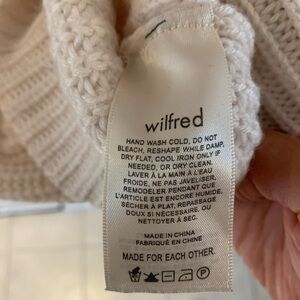 wilfred
HAND WASH COLD, DO NOT
BLEACH, RESHAPE WHILE DAMP,
DRY FLAT, COOL IRON ONLY IF
NEEDED, OR DRY CLEAN.
LAVER À LA MAIN À L'EAU
FROIDE, NE PAS JAVELISER,
REMODELER PENDANT QUE
L'ARTICLE EST ENCORE HUMIDE.
SÉCHER À PLAT, REPASSAGE
DOUX SI NÉCESSAIRE, OU
NETTOYER À SEC.
MADE IN CHINA
FABRIQUÉ EN CHINE
MADE FOR EACH OTHER.
P